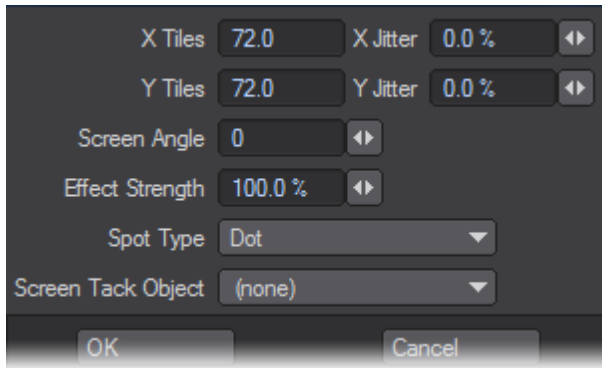 X Tiles 72.0 X Jitter 0.0 %
Y Tiles 72.0 Y Jitter 0.0 %
Screen Angle 0
Effect Strength 100.0 %
Spot Type Dot
Screen Tack Object (none)
OK Cancel